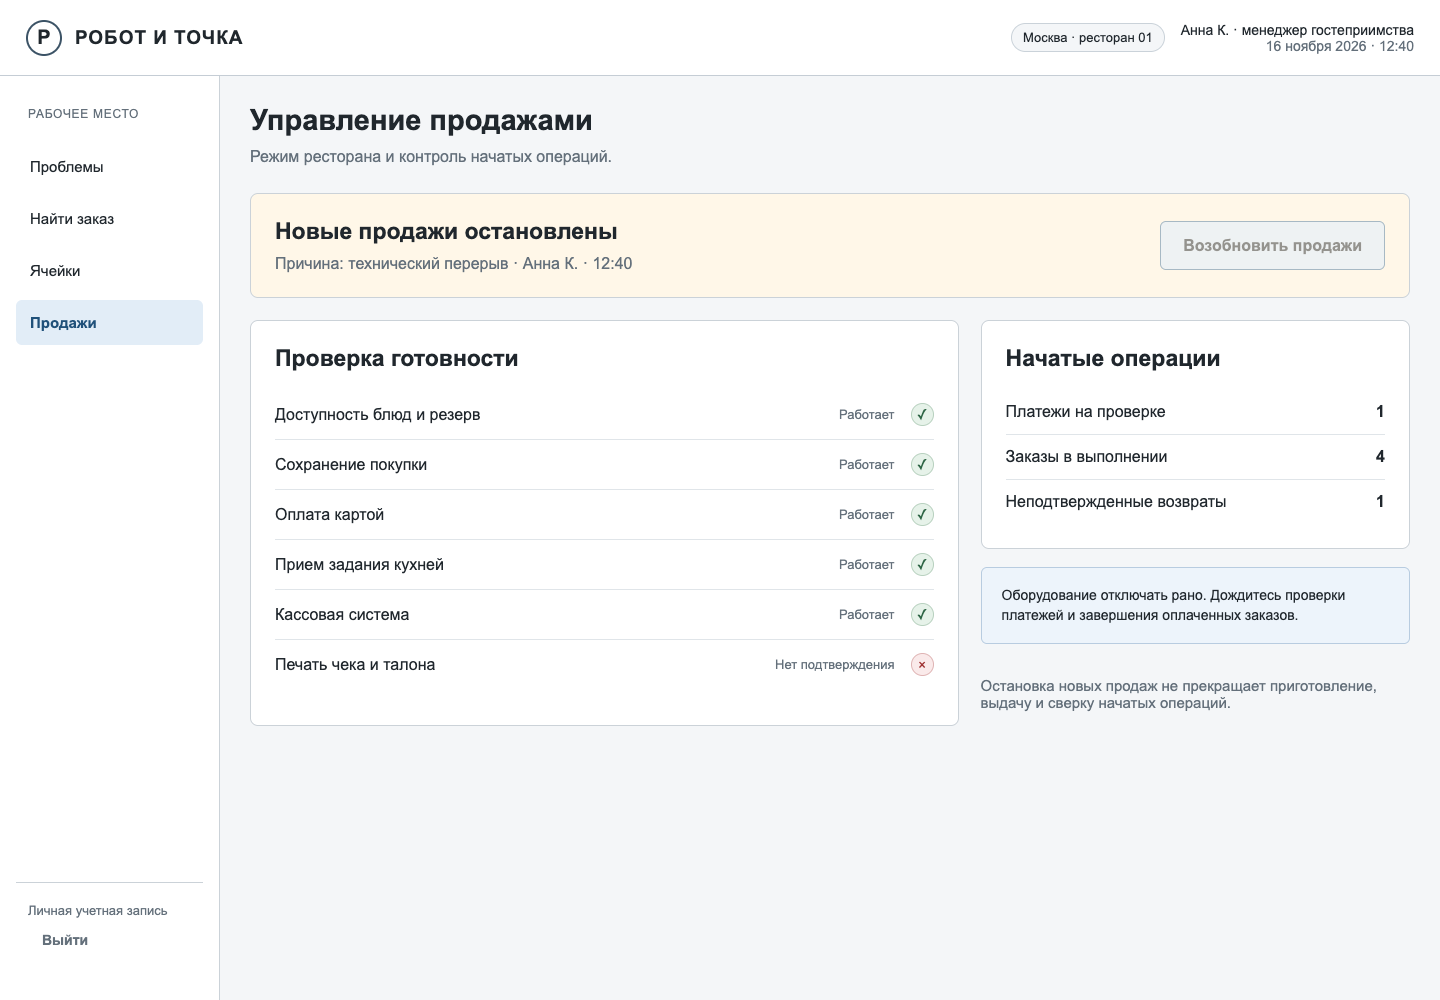 Р РОБОТ И ТОЧКА
Москва · ресторан 01
Анна К. · менеджер гостеприимства
16 ноября 2026 · 12:40
РАБОЧЕЕ МЕСТО
Проблемы
Найти заказ
Ячейки
Продажи
Личная учетная запись
Выйти
Управление продажами
Режим ресторана и контроль начатых операций.
Новые продажи остановлены
Причина: технический перерыв · Анна К. · 12:40
Возобновить продажи
Проверка готовности
Доступность блюд и резерв Работает
Сохранение покупки Работает
Оплата картой Работает
Прием задания кухней Работает
Кассовая система Работает
Печать чека и талона Нет подтверждения
Начатые операции
Платежи на проверке 1
Заказы в выполнении 4
Неподтвержденные возвраты 1
Оборудование отключать рано. Дождитесь проверки
платежей и завершения оплаченных заказов.
Остановка новых продаж не прекращает приготовление,
выдачу и сверку начатых операций.